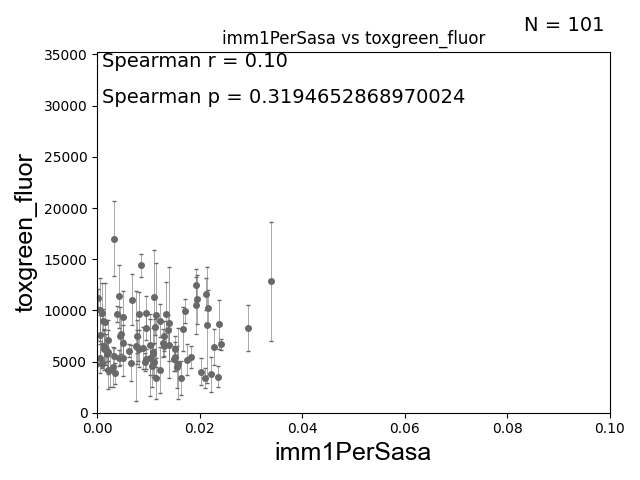 N = 101
imm1PerSasa vs toxgreen_fluor
Spearman r = 0.10
Spearman p = 0.3194652868970024
35000
30000
25000
20000
15000
10000
5000
0
toxgreen_fluor
0.00 0.02 0.04 0.06 0.08 0.10
imm1PerSasa